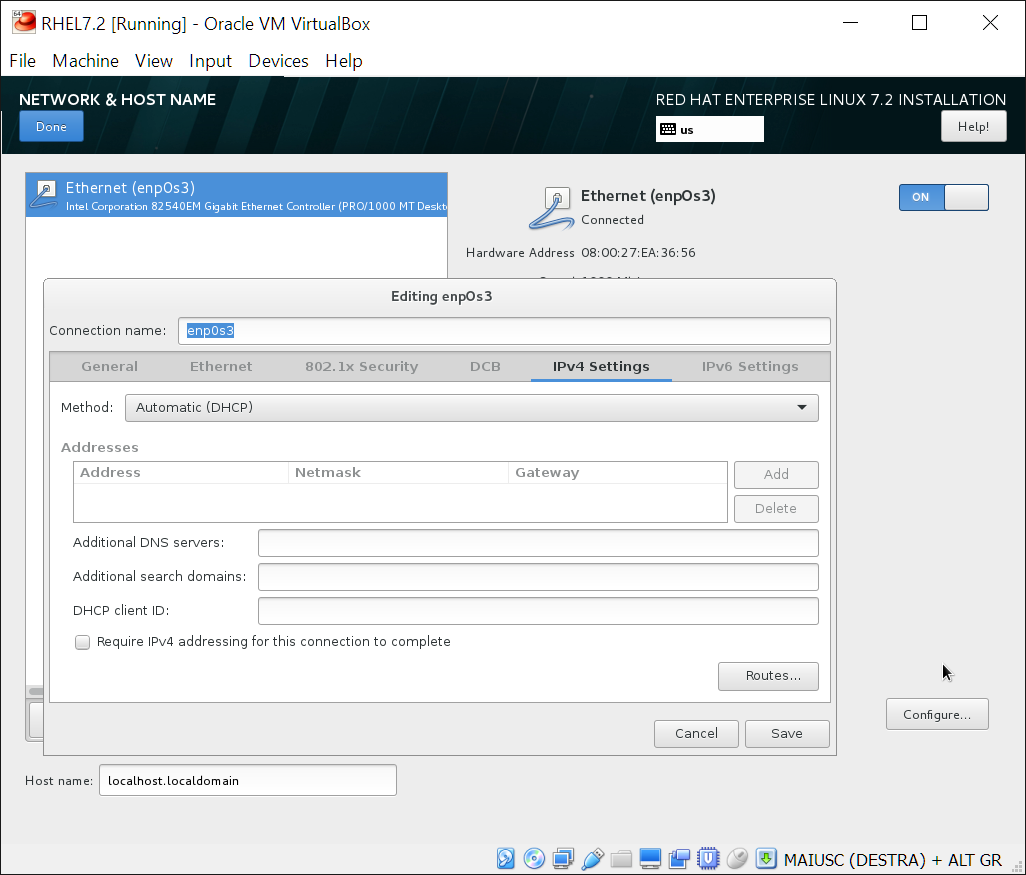 RHEL7.2 [Running] - Oracle VM VirtualBox
File Machine View Input Devices Help
NETWORK & HOST NAME
RED HAT ENTERPRISE LINUX 7.2 INSTALLATION
Done
us
Help!
Ethernet (enp0s3)
Intel Corporation 82540EM Gigabit Ethernet Controller (PRO/1000 MT
Ethernet (enp0s3)
Connected
ON
Hardware Address 08:00:27:EA:36:56
Editing enp0s3
Connection name: enp0s3
General Ethernet 802.1x Security DCB IPv4 Settings IPv6 Settings
Method: Automatic (DHCP)
Addresses
Address Netmask Gateway
Add
Delete
Additional DNS servers:
Additional search domains:
DHCP client ID:
Require IPv4 addressing for this connection to complete
Routes...
Cancel Save
Configure...
Host name: localhost.localdomain
MAIUSC (DESTRA) + ALT GR